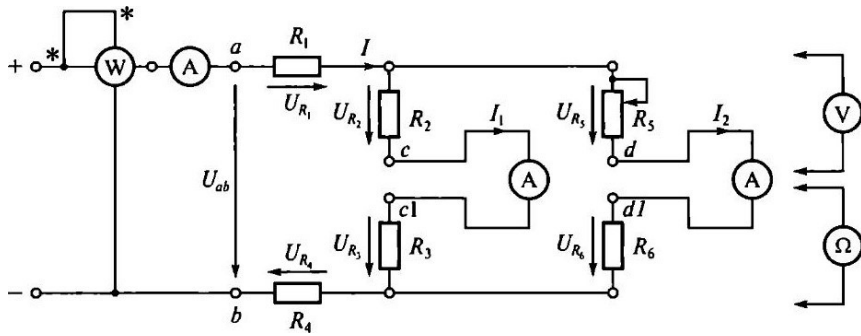 * *
+ W A a R1 I
UR1 UR2 R2 UR5 R5 V
c I1 d I2
Uab A A
c1 d1
UR4 UR3 R3 UR6 R6 Ω
− b R4